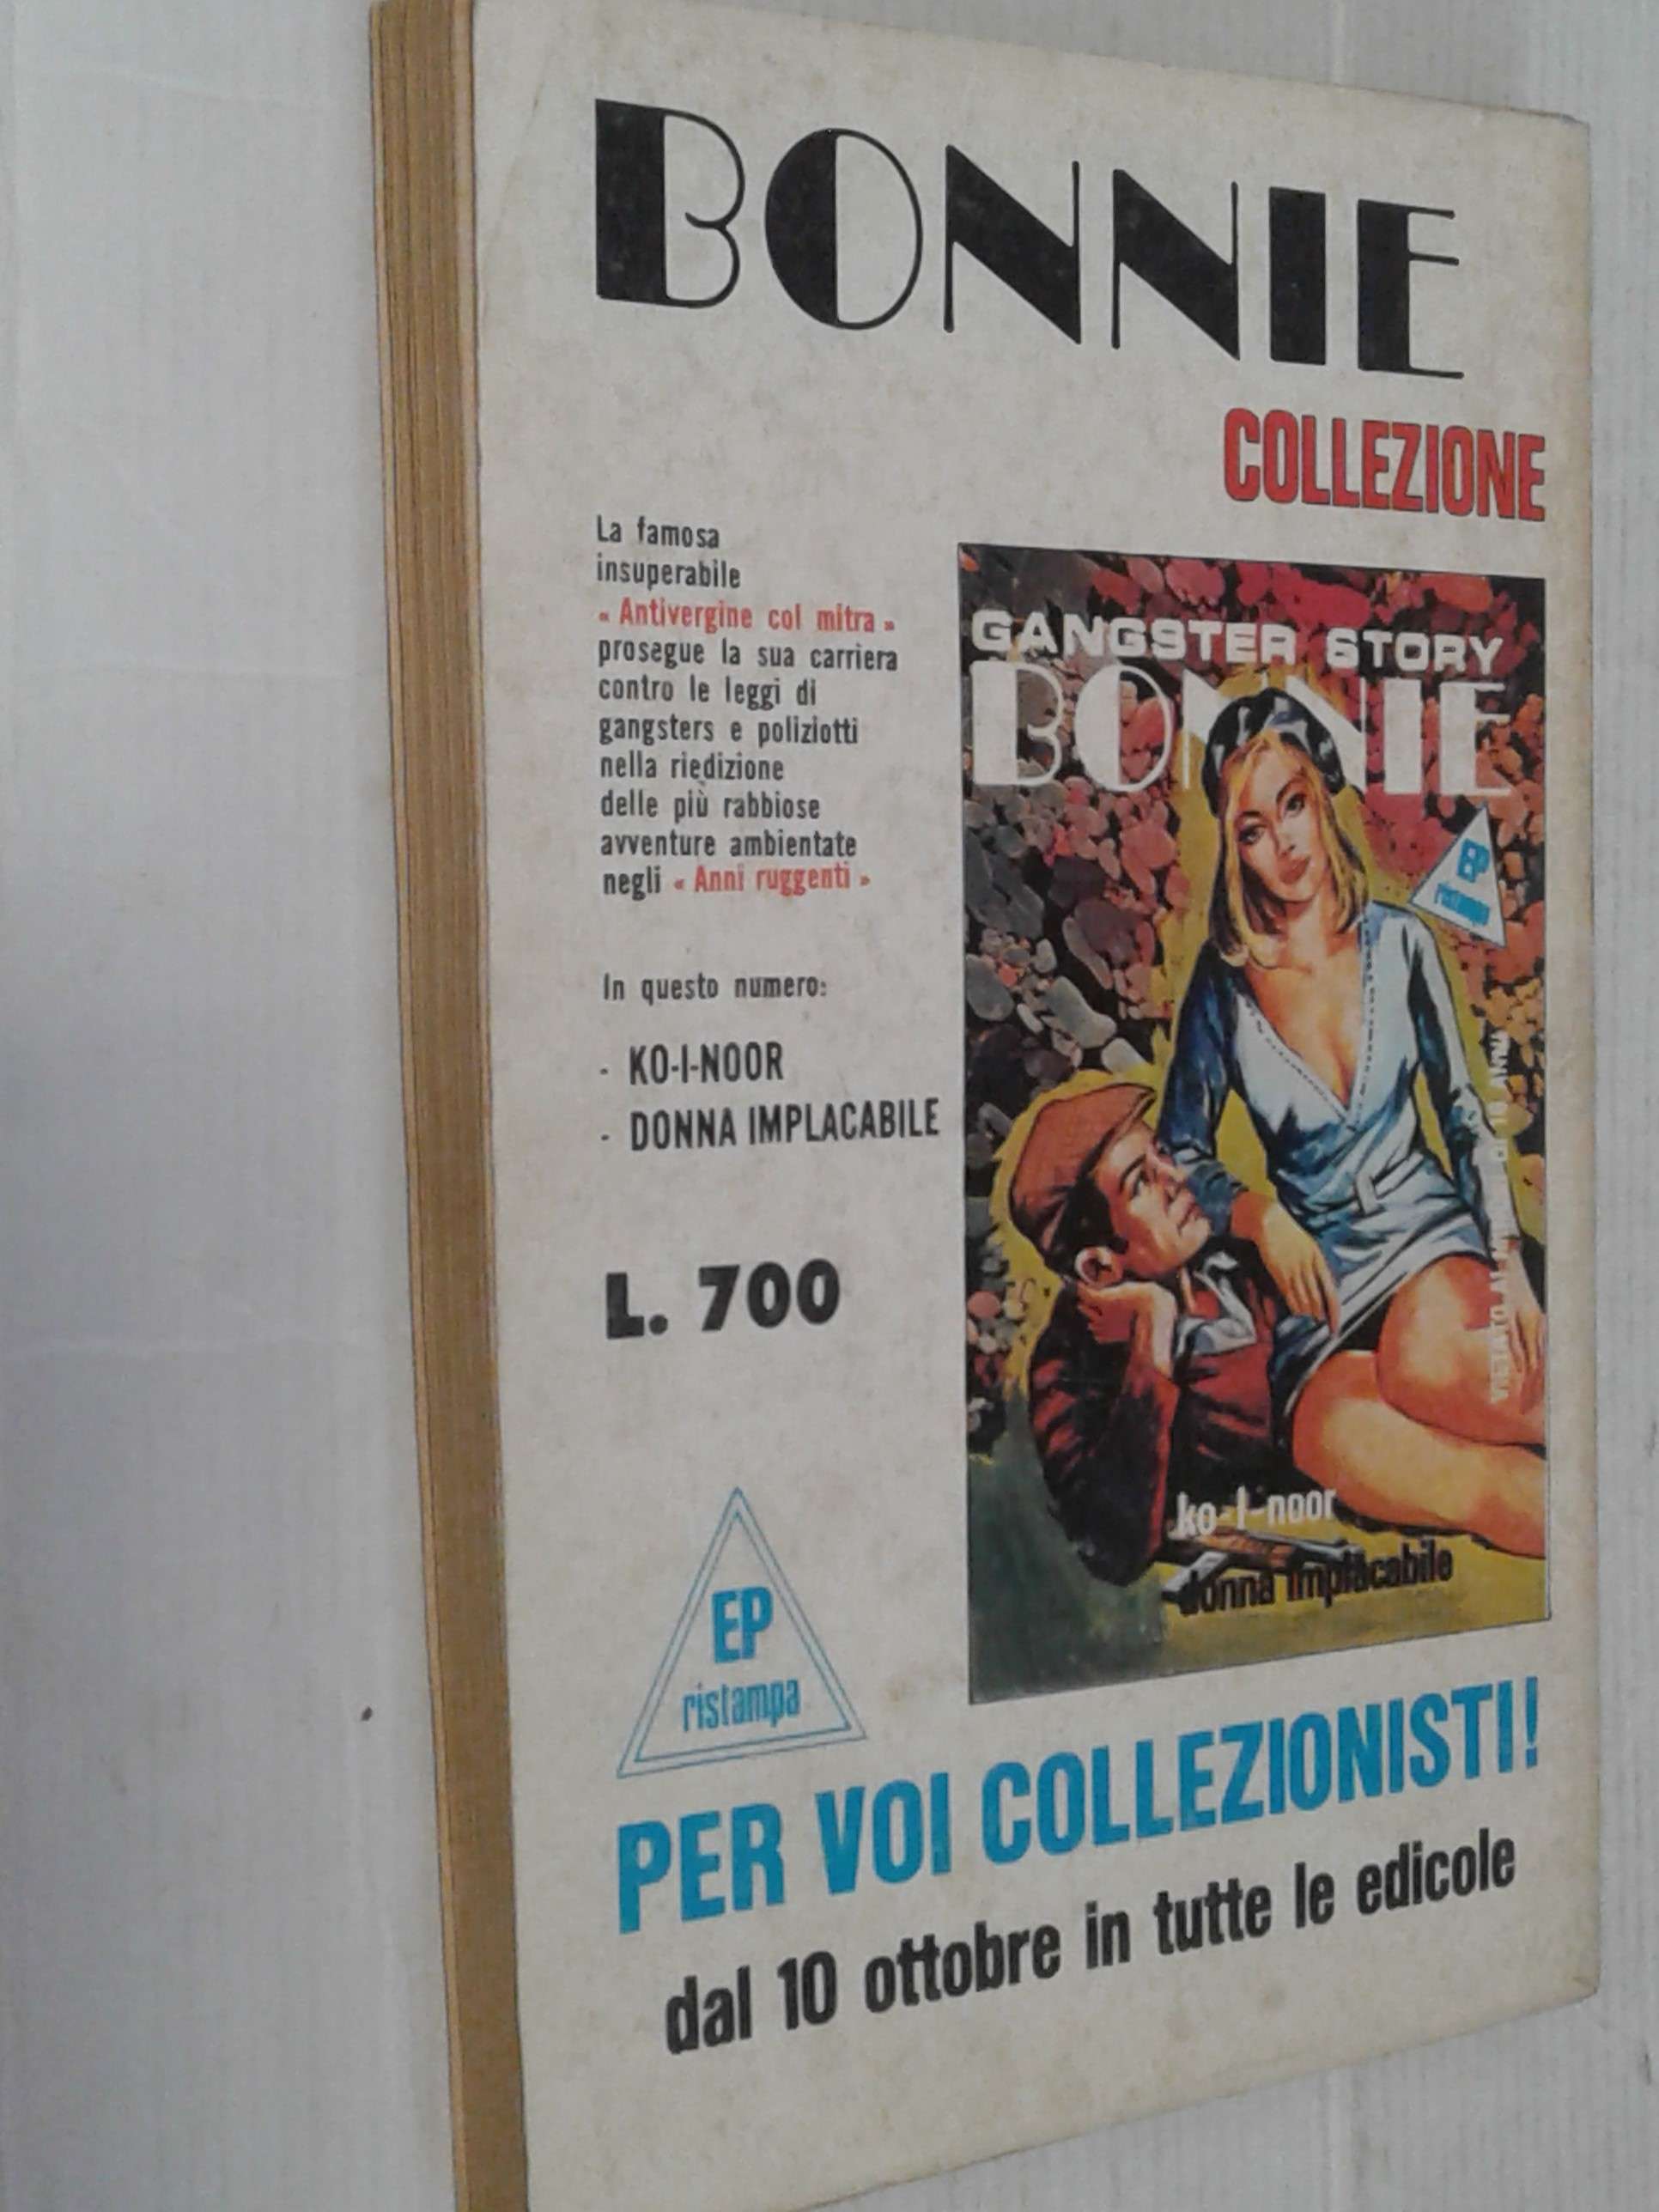 BONNIE
COLLEZIONE
La famosa
insuperabile
« Antivergine col mitra »
prosegue la sua carriera
contro le leggi di
gangsters e poliziotti
nella riedizione
delle più rabbiose
avventure ambientate
negli « Anni ruggenti »
In questo numero:
- KO-I-NOOR
- DONNA IMPLACABILE
L. 700
EP
ristampa
GANGSTER STORY
BONNIE
EP
ristampa
ko-i-noor
donna implacabile
PER VOI COLLEZIONISTI!
dal 10 ottobre in tutte le edicole